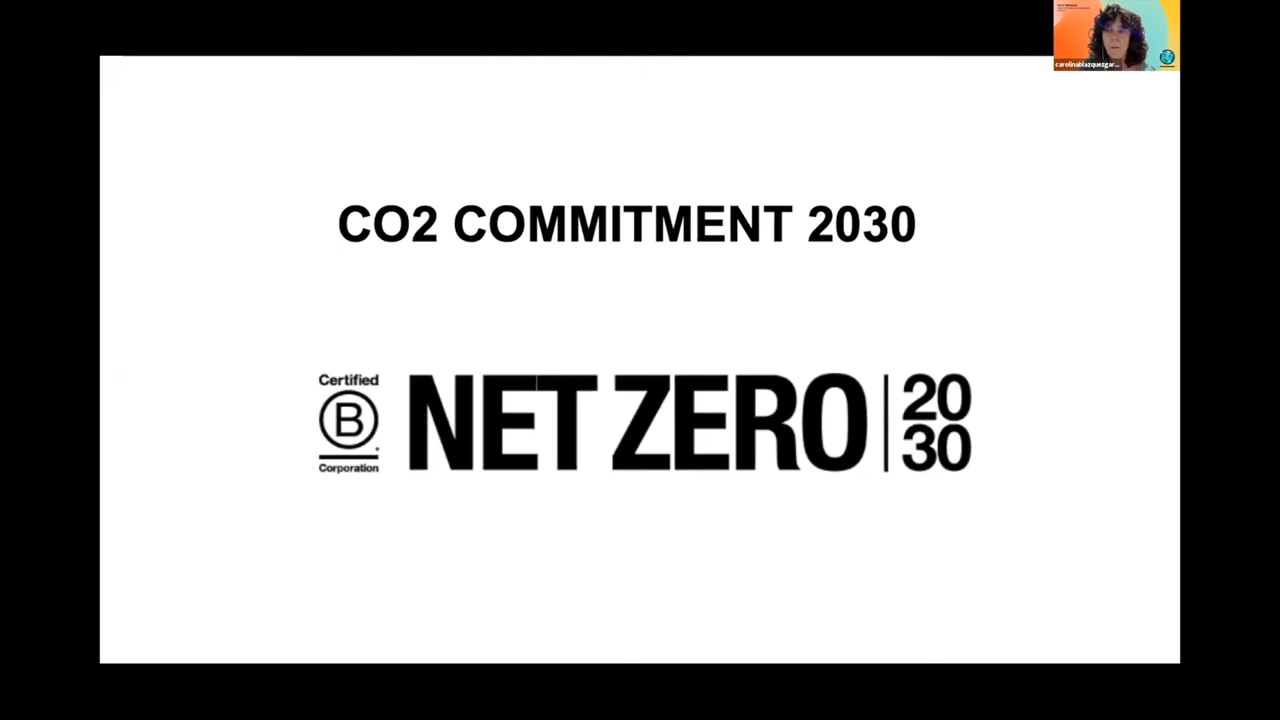 carolinablazquezgar...
CO2 COMMITMENT 2030
Certified
B
Corporation
NET ZERO
20
30